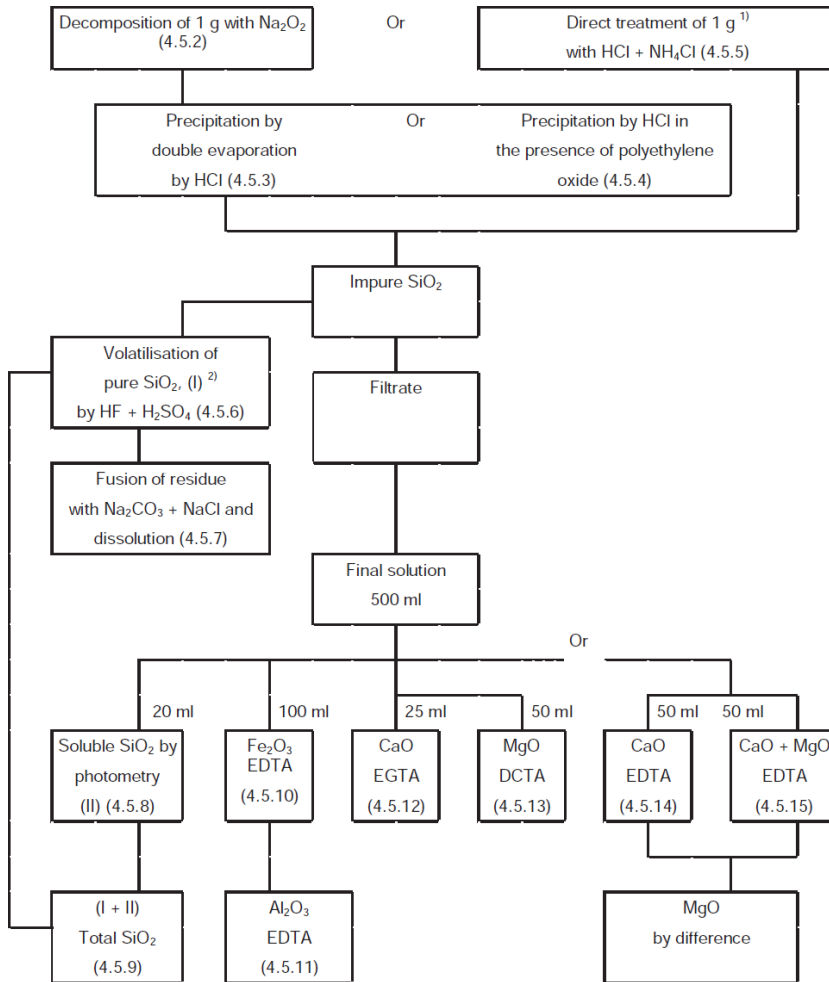 Decomposition of 1 g with Na₂O₂
(4.5.2)
Or
Direct treatment of 1 g ¹⁾
with HCl + NH₄Cl (4.5.5)
Precipitation by
double evaporation
by HCl (4.5.3)
Or
Precipitation by HCl in
the presence of polyethylene
oxide (4.5.4)
Impure SiO₂
Volatilisation of
pure SiO₂, (I) ²⁾
by HF + H₂SO₄ (4.5.6)
Filtrate
Fusion of residue
with Na₂CO₃ + NaCl and
dissolution (4.5.7)
Final solution
500 ml
Or
20 ml
100 ml
25 ml
50 ml
50 ml
50 ml
Soluble SiO₂ by
photometry
(II) (4.5.8)
Fe₂O₃
EDTA
(4.5.10)
CaO
EGTA
(4.5.12)
MgO
DCTA
(4.5.13)
CaO
EDTA
(4.5.14)
CaO + MgO
EDTA
(4.5.15)
(I + II)
Total SiO₂
(4.5.9)
Al₂O₃
EDTA
(4.5.11)
MgO
by difference